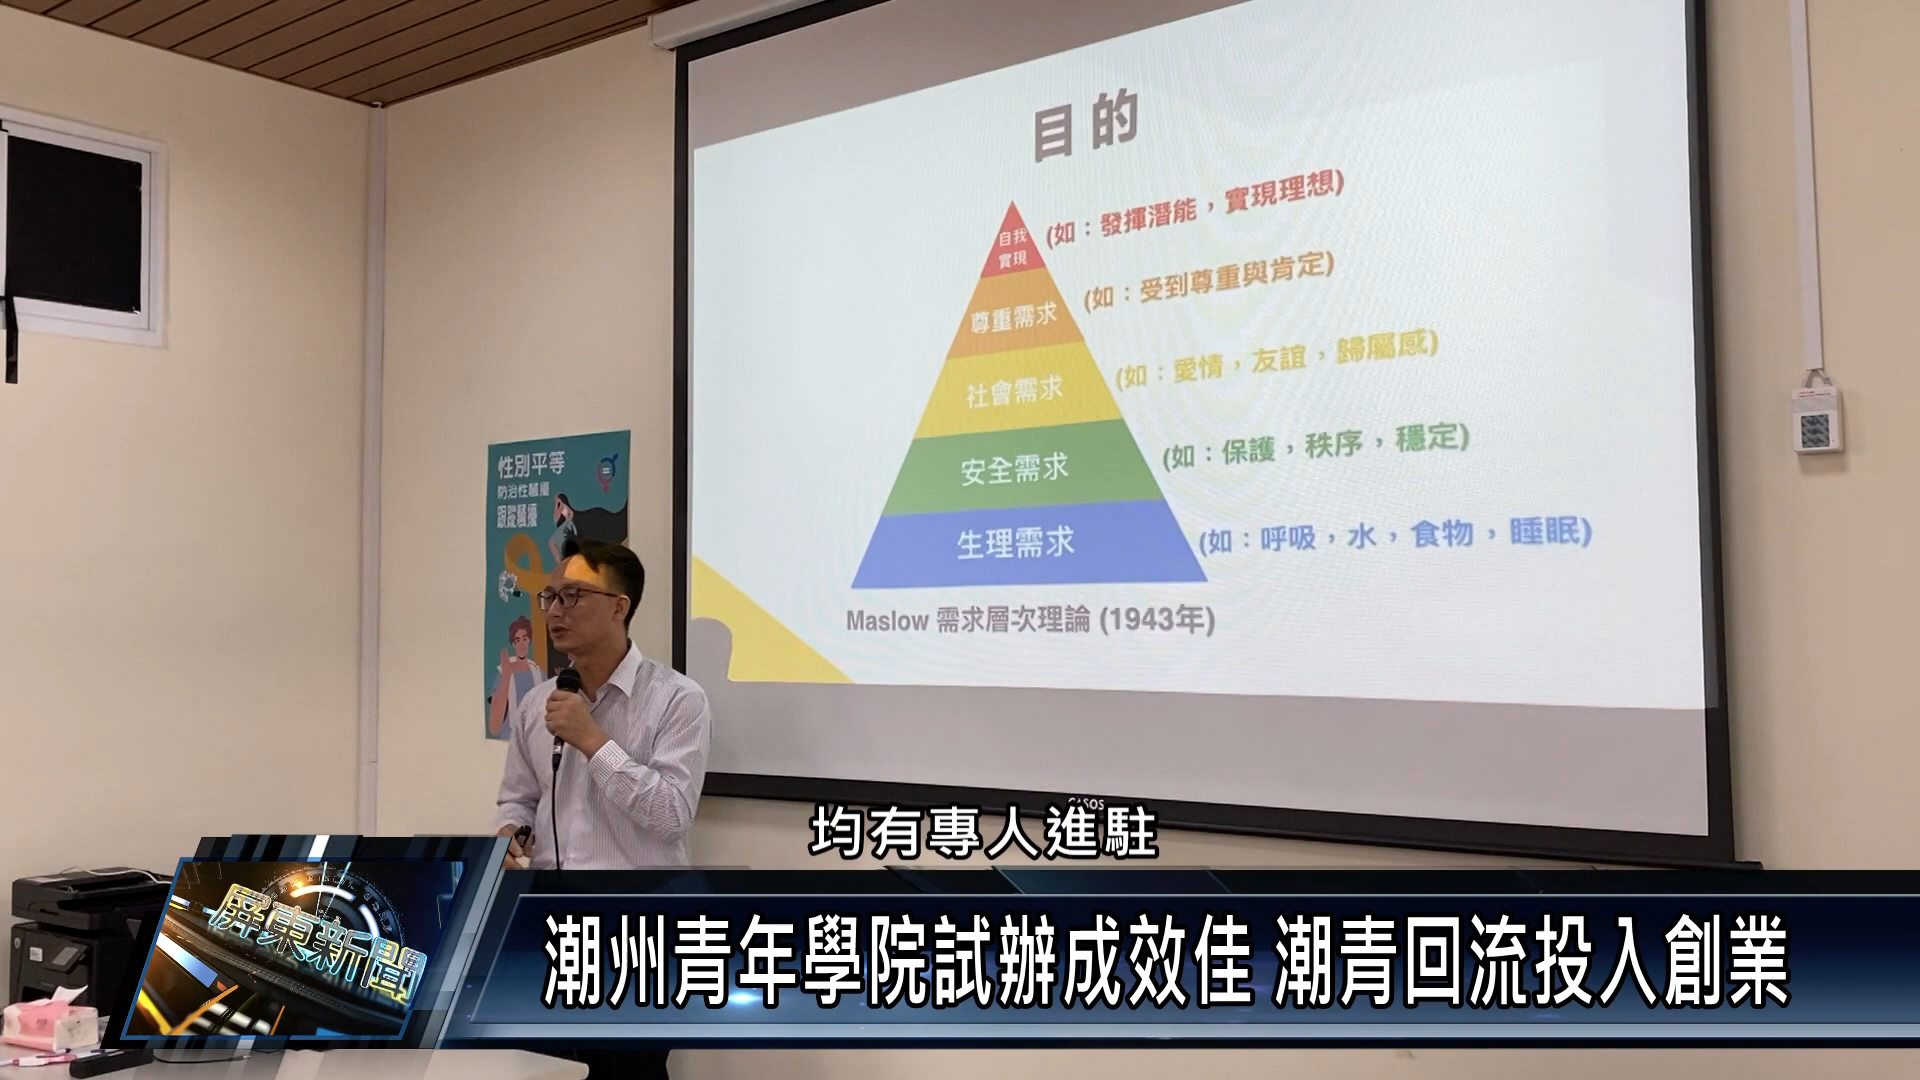 目的
自我
實現
(如：發揮潛能，實現理想)
尊重需求
(如：受到尊重與肯定)
社會需求
(如：愛情，友誼，歸屬感)
安全需求
(如：保護，秩序，穩定)
生理需求
(如：呼吸，水，食物，睡眠)
Maslow 需求層次理論 (1943年)
性別平等
防治性騷擾
跟蹤騷擾
均有專人進駐
屏東新聞
潮州青年學院試辦成效佳 潮青回流投入創業